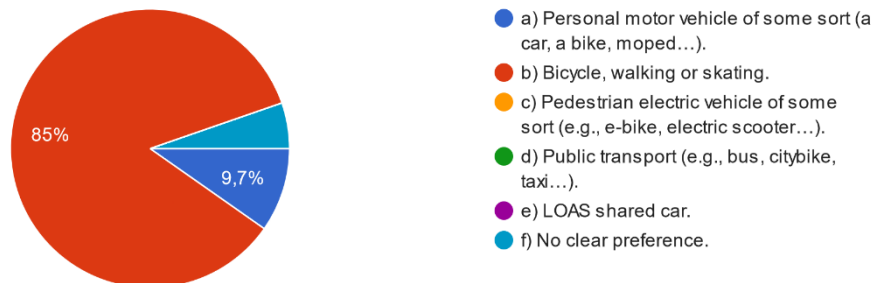 a) Personal motor vehicle of some sort (a
car, a bike, moped…).
b) Bicycle, walking or skating.
c) Pedestrian electric vehicle of some
sort (e.g., e-bike, electric scooter…).
d) Public transport (e.g., bus, citybike,
taxi…).
e) LOAS shared car.
f) No clear preference.
85%
9,7%